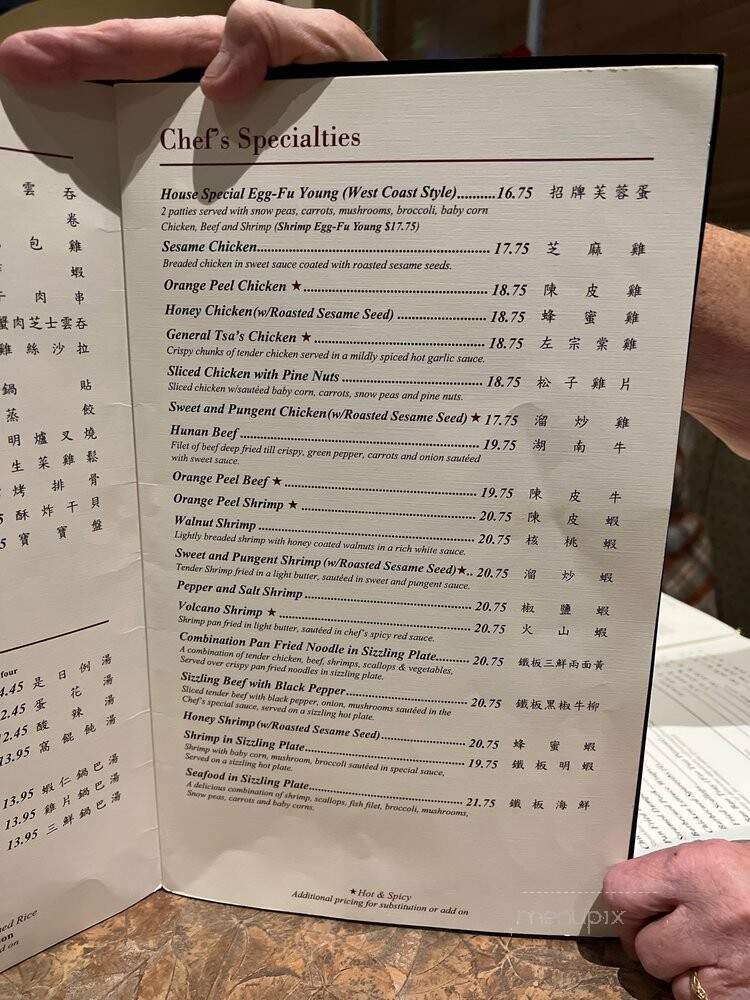 雲 吞
卷
包 雞
蝦
肉 串
蟹肉芝士雲吞
雞 絲 沙 拉
鍋 貼
蒸 餃
明 爐 叉 燒
生 菜 雞 鬆
烤 排 骨
酥 炸 干 貝
寶 寶 盤
four
4.45 是 日 例 湯
2.45 蛋 花 湯
12.45 酸 辣 湯
13.95 窩 餛 飩 湯
13.95 蝦 仁 鍋 巴 湯
13.95 雞 片 鍋 巴 湯
13.95 三 鮮 鍋 巴 湯
Rice
on
Chef's Specialties
House Special Egg-Fu Young (West Coast Style)..........16.75 招 牌 芙 蓉 蛋
2 patties served with snow peas, carrots, mushrooms, broccoli, baby corn
Chicken, Beef and Shrimp (Shrimp Egg-Fu Young $17.75)
Sesame Chicken.......... 17.75 芝 麻 雞
Breaded chicken in sweet sauce coated with roasted sesame seeds.
Orange Peel Chicken ★ .......... 18.75 陳 皮 雞
Honey Chicken(w/Roasted Sesame Seed) .......... 18.75 蜂 蜜 雞
General Tsa's Chicken ★ .......... 18.75 左 宗 棠 雞
Crispy chunks of tender chicken served in a mildly spiced hot garlic sauce.
Sliced Chicken with Pine Nuts .......... 18.75 松 子 雞 片
Sliced chicken w/sautéed baby corn, carrots, snow peas and pine nuts.
Sweet and Pungent Chicken(w/Roasted Sesame Seed) ★ 17.75 溜 炒 雞
Hunan Beef .......... 19.75 湖 南 牛
Filet of beef deep fried till crispy, green pepper, carrots and onion sautéed
with sweet sauce.
Orange Peel Beef ★ .......... 19.75 陳 皮 牛
Orange Peel Shrimp ★ .......... 20.75 陳 皮 蝦
Walnut Shrimp .......... 20.75 核 桃 蝦
Lightly breaded shrimp with honey coated walnuts in a rich white sauce.
Sweet and Pungent Shrimp (w/Roasted Sesame Seed)★.. 20.75 溜 炒 蝦
Tender Shrimp fried in a light butter, sautéed in sweet and pungent sauce.
Pepper and Salt Shrimp .......... 20.75 椒 鹽 蝦
Volcano Shrimp ★ .......... 20.75 火 山 蝦
Shrimp pan fried in light butter, sautéed in chef's spicy red sauce.
Combination Pan Fried Noodle in Sizzling Plate.......... 20.75 鐵板三鮮兩面黃
A combination of tender chicken, beef, shrimps, scallops & vegetables,
Served over crispy pan fried noodles in sizzling plate.
Sizzling Beef with Black Pepper.......... 20.75 鐵板黑椒牛柳
Sliced tender beef with black pepper, onion, mushrooms sautéed in the
Chef's special sauce, served on a sizzling hot plate.
Honey Shrimp (w/Roasted Sesame Seed).......... 20.75 蜂 蜜 蝦
Shrimp in Sizzling Plate.......... 19.75 鐵 板 明 蝦
Shrimp with baby corn, mushroom, broccoli sautéed in special sauce,
Served on a sizzling hot plate.
Seafood in Sizzling Plate.......... 21.75 鐵 板 海 鮮
A delicious combination of shrimp, scallops, fish filet, broccoli, mushrooms,
Snow peas, carrots and baby corns.
★Hot & Spicy
Additional pricing for substitution or add on
menupix